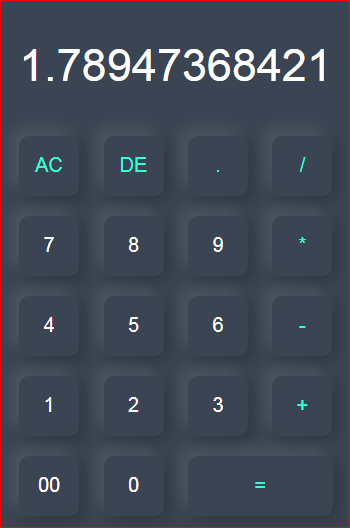 1.78947368421
AC DE . /
7 8 9 *
4 5 6 -
1 2 3 +
00 0 =